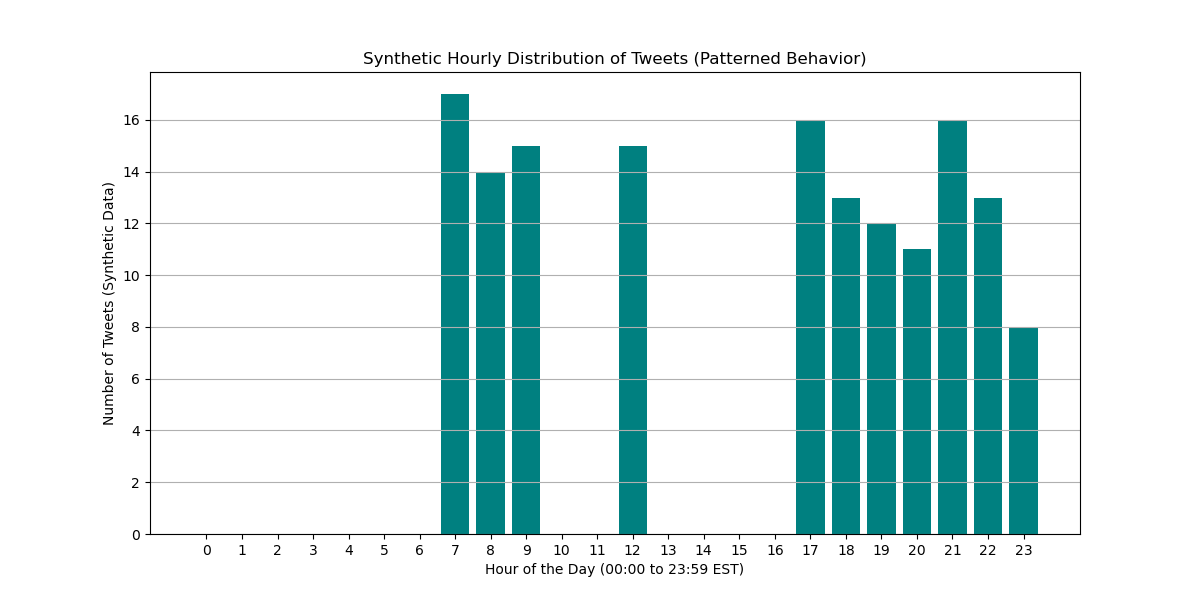 Synthetic Hourly Distribution of Tweets (Patterned Behavior)
Number of Tweets (Synthetic Data)
16
14
12
10
8
6
4
2
0
0 1 2 3 4 5 6 7 8 9 10 11 12 13 14 15 16 17 18 19 20 21 22 23
Hour of the Day (00:00 to 23:59 EST)